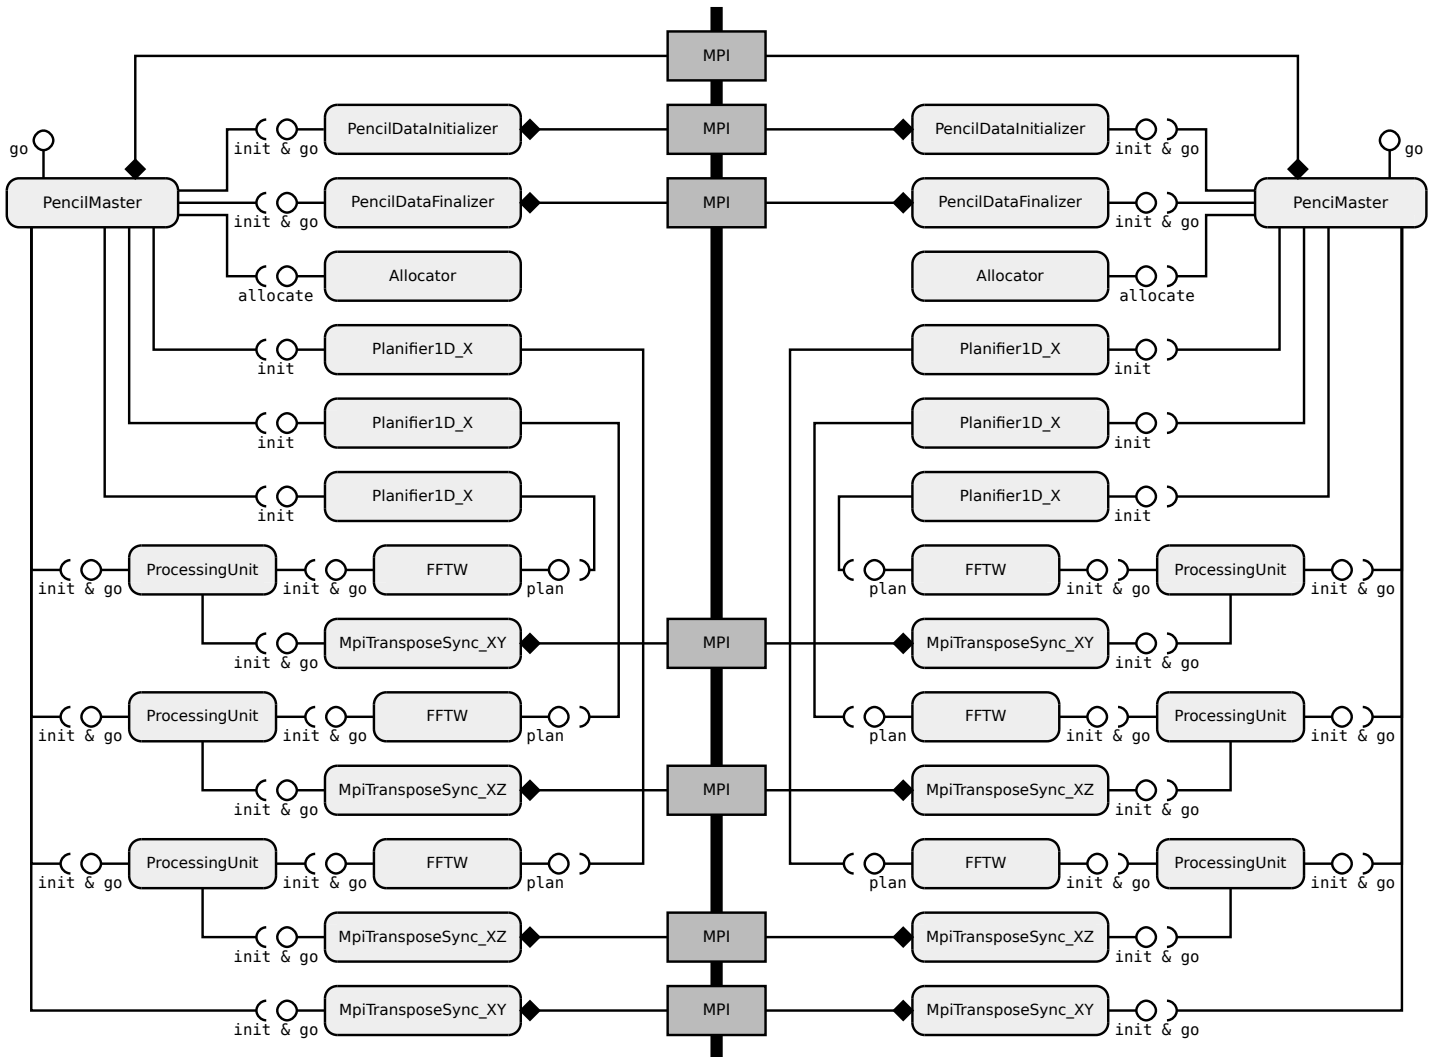 MPI
PencilDataInitializer MPI PencilDataInitializer
go init & go init & go go
PencilMaster PencilDataFinalizer MPI PencilDataFinalizer PenciMaster
init & go init & go
Allocator Allocator
allocate allocate
Planifier1D_X Planifier1D_X
init init
Planifier1D_X Planifier1D_X
init init
Planifier1D_X Planifier1D_X
init init
ProcessingUnit FFTW FFTW ProcessingUnit
init & go init & go plan plan init & go init & go
MpiTransposeSync_XY MPI MpiTransposeSync_XY
init & go init & go
ProcessingUnit FFTW FFTW ProcessingUnit
init & go init & go plan plan init & go init & go
MpiTransposeSync_XZ MPI MpiTransposeSync_XZ
init & go init & go
ProcessingUnit FFTW FFTW ProcessingUnit
init & go init & go plan plan init & go init & go
MpiTransposeSync_XZ MPI MpiTransposeSync_XZ
init & go init & go
MpiTransposeSync_XY MPI MpiTransposeSync_XY
init & go init & go